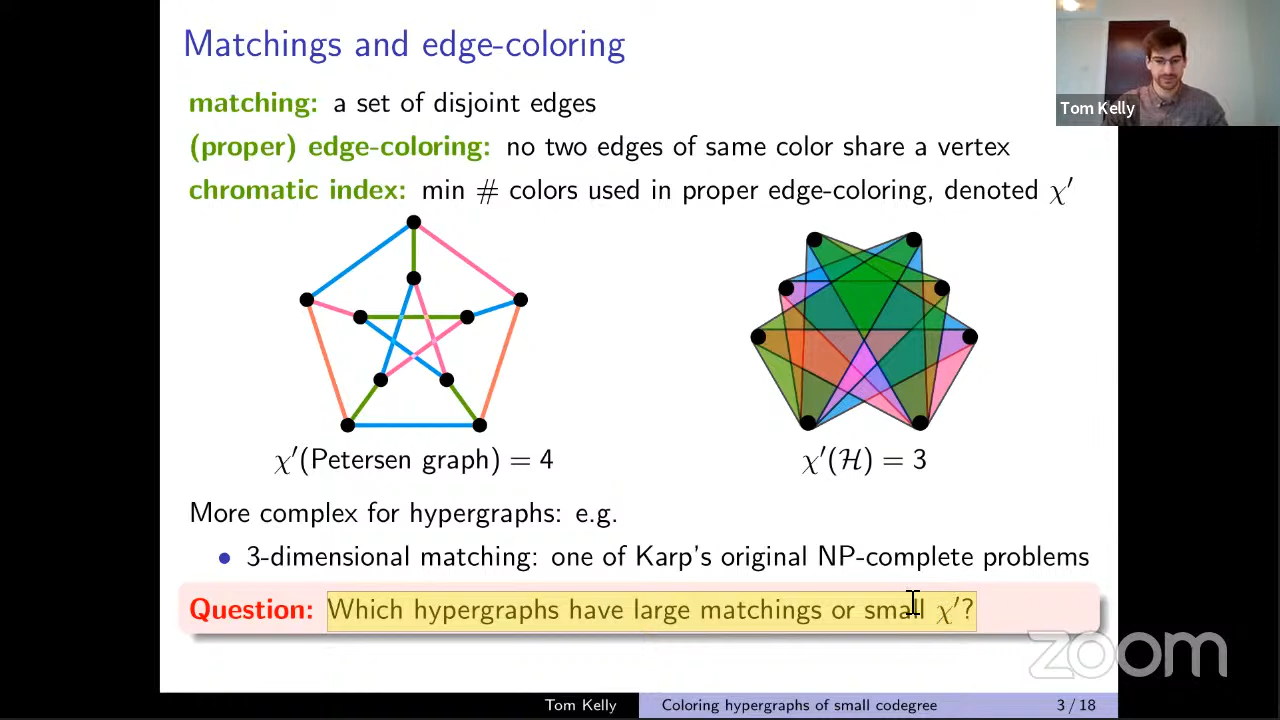 Matchings and edge-coloring
matching: a set of disjoint edges
(proper) edge-coloring: no two edges of same color share a vertex
chromatic index: min # colors used in proper edge-coloring, denoted χ′
χ′(Petersen graph) = 4
χ′(ℋ) = 3
More complex for hypergraphs: e.g.
• 3-dimensional matching: one of Karp's original NP-complete problems
Question: Which hypergraphs have large matchings or small χ′?
Tom Kelly
zoom
Tom Kelly
Coloring hypergraphs of small codegree
3 / 18